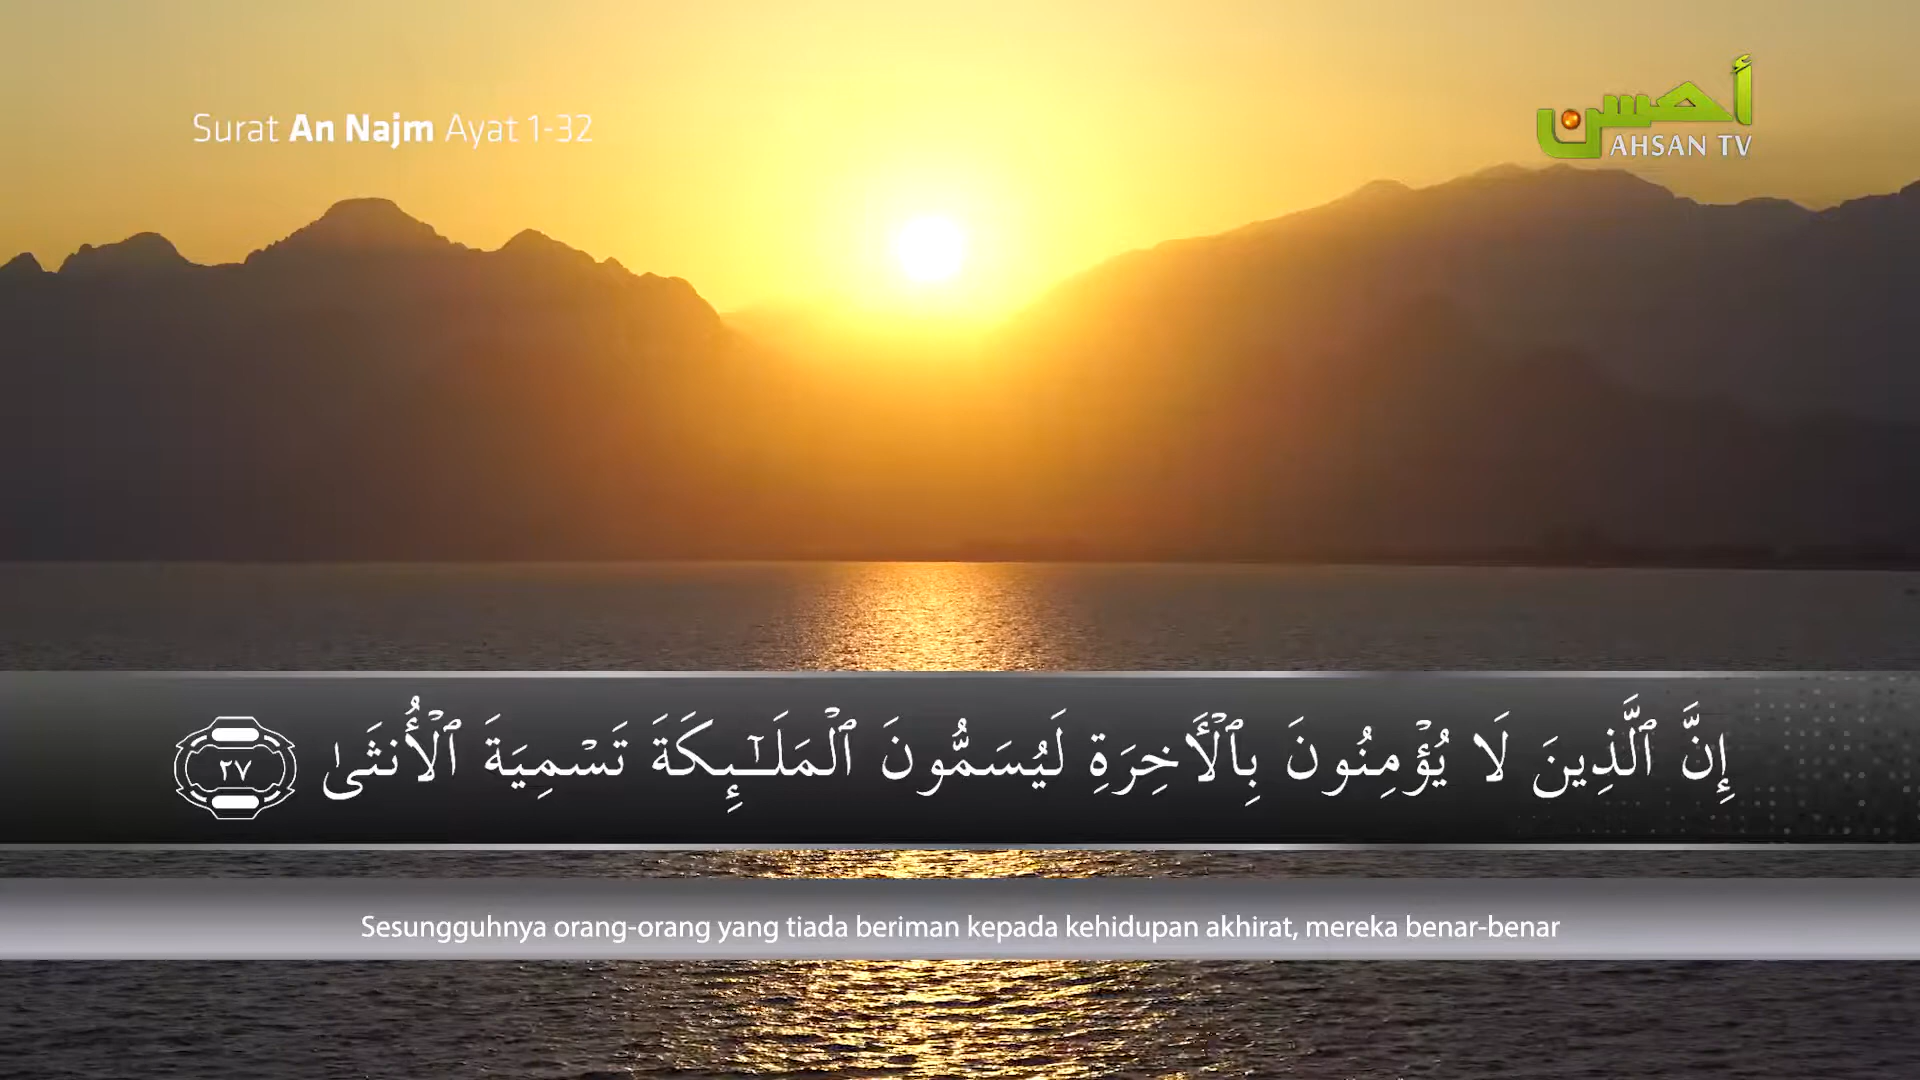 Surat An Najm Ayat 1-32
أحسن
AHSAN TV
إِنَّ ٱلَّذِينَ لَا يُؤْمِنُونَ بِٱلْأَخِرَةِ لَيُسَمُّونَ ٱلْمَلَـٰٓئِكَةَ تَسْمِيَةَ ٱلْأُنثَىٰ ٢٧
Sesungguhnya orang-orang yang tiada beriman kepada kehidupan akhirat, mereka benar-benar